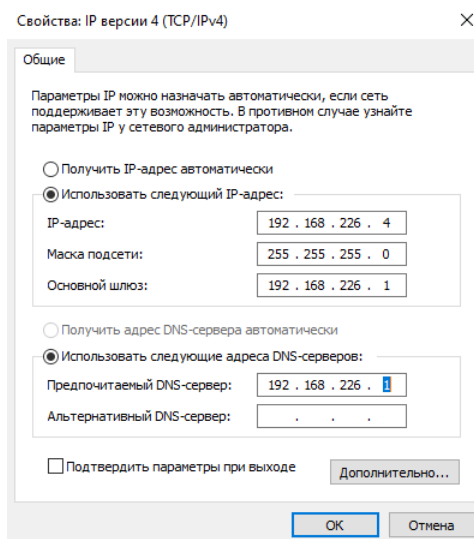 Свойства: IP версии 4 (TCP/IPv4)
Общие
Параметры IP можно назначать автоматически, если сеть
поддерживает эту возможность. В противном случае узнайте
параметры IP у сетевого администратора.
Получить IP-адрес автоматически
Использовать следующий IP-адрес:
IP-адрес: 192 . 168 . 226 . 4
Маска подсети: 255 . 255 . 255 . 0
Основной шлюз: 192 . 168 . 226 . 1
Получить адрес DNS-сервера автоматически
Использовать следующие адреса DNS-серверов:
Предпочитаемый DNS-сервер: 192 . 168 . 226 . 1
Альтернативный DNS-сервер: . . .
Подтвердить параметры при выходе
Дополнительно...
ОК Отмена